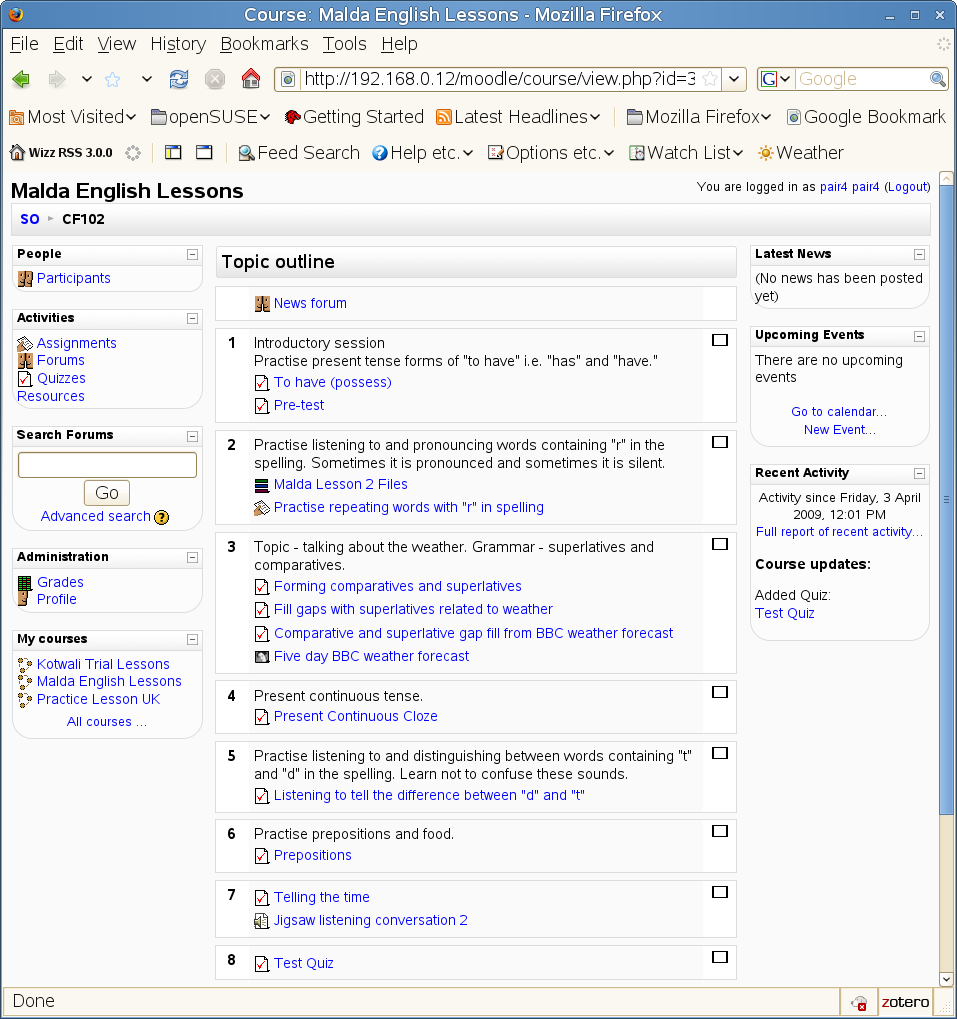 Course: Malda English Lessons - Mozilla Firefox
File Edit View History Bookmarks Tools Help
http://192.168.0.12/moodle/course/view.php?id=3
Google
Most Visited openSUSE Getting Started Latest Headlines Mozilla Firefox Google Bookmark
Wizz RSS 3.0.0 Feed Search Help etc. Options etc. Watch List Weather
Malda English Lessons
You are logged in as pair4 pair4 (Logout)
SO ► CF102
People
Participants
Activities
Assignments
Forums
Quizzes
Resources
Search Forums
Go
Advanced search ?
Administration
Grades
Profile
My courses
Kotwali Trial Lessons
Malda English Lessons
Practice Lesson UK
All courses ...
Topic outline
News forum
1 Introductory session
Practise present tense forms of "to have" i.e. "has" and "have."
To have (possess)
Pre-test
2 Practise listening to and pronouncing words containing "r" in the
spelling. Sometimes it is pronounced and sometimes it is silent.
Malda Lesson 2 Files
Practise repeating words with "r" in spelling
3 Topic - talking about the weather. Grammar - superlatives and
comparatives.
Forming comparatives and superlatives
Fill gaps with superlatives related to weather
Comparative and superlative gap fill from BBC weather forecast
Five day BBC weather forecast
4 Present continuous tense.
Present Continuous Cloze
5 Practise listening to and distinguishing between words containing "t"
and "d" in the spelling. Learn not to confuse these sounds.
Listening to tell the difference between "d" and "t"
6 Practise prepositions and food.
Prepositions
7 Telling the time
Jigsaw listening conversation 2
8 Test Quiz
Latest News
(No news has been posted
yet)
Upcoming Events
There are no upcoming
events
Go to calendar...
New Event...
Recent Activity
Activity since Friday, 3 April
2009, 12:01 PM
Full report of recent activity...
Course updates:
Added Quiz:
Test Quiz
Done
zotero